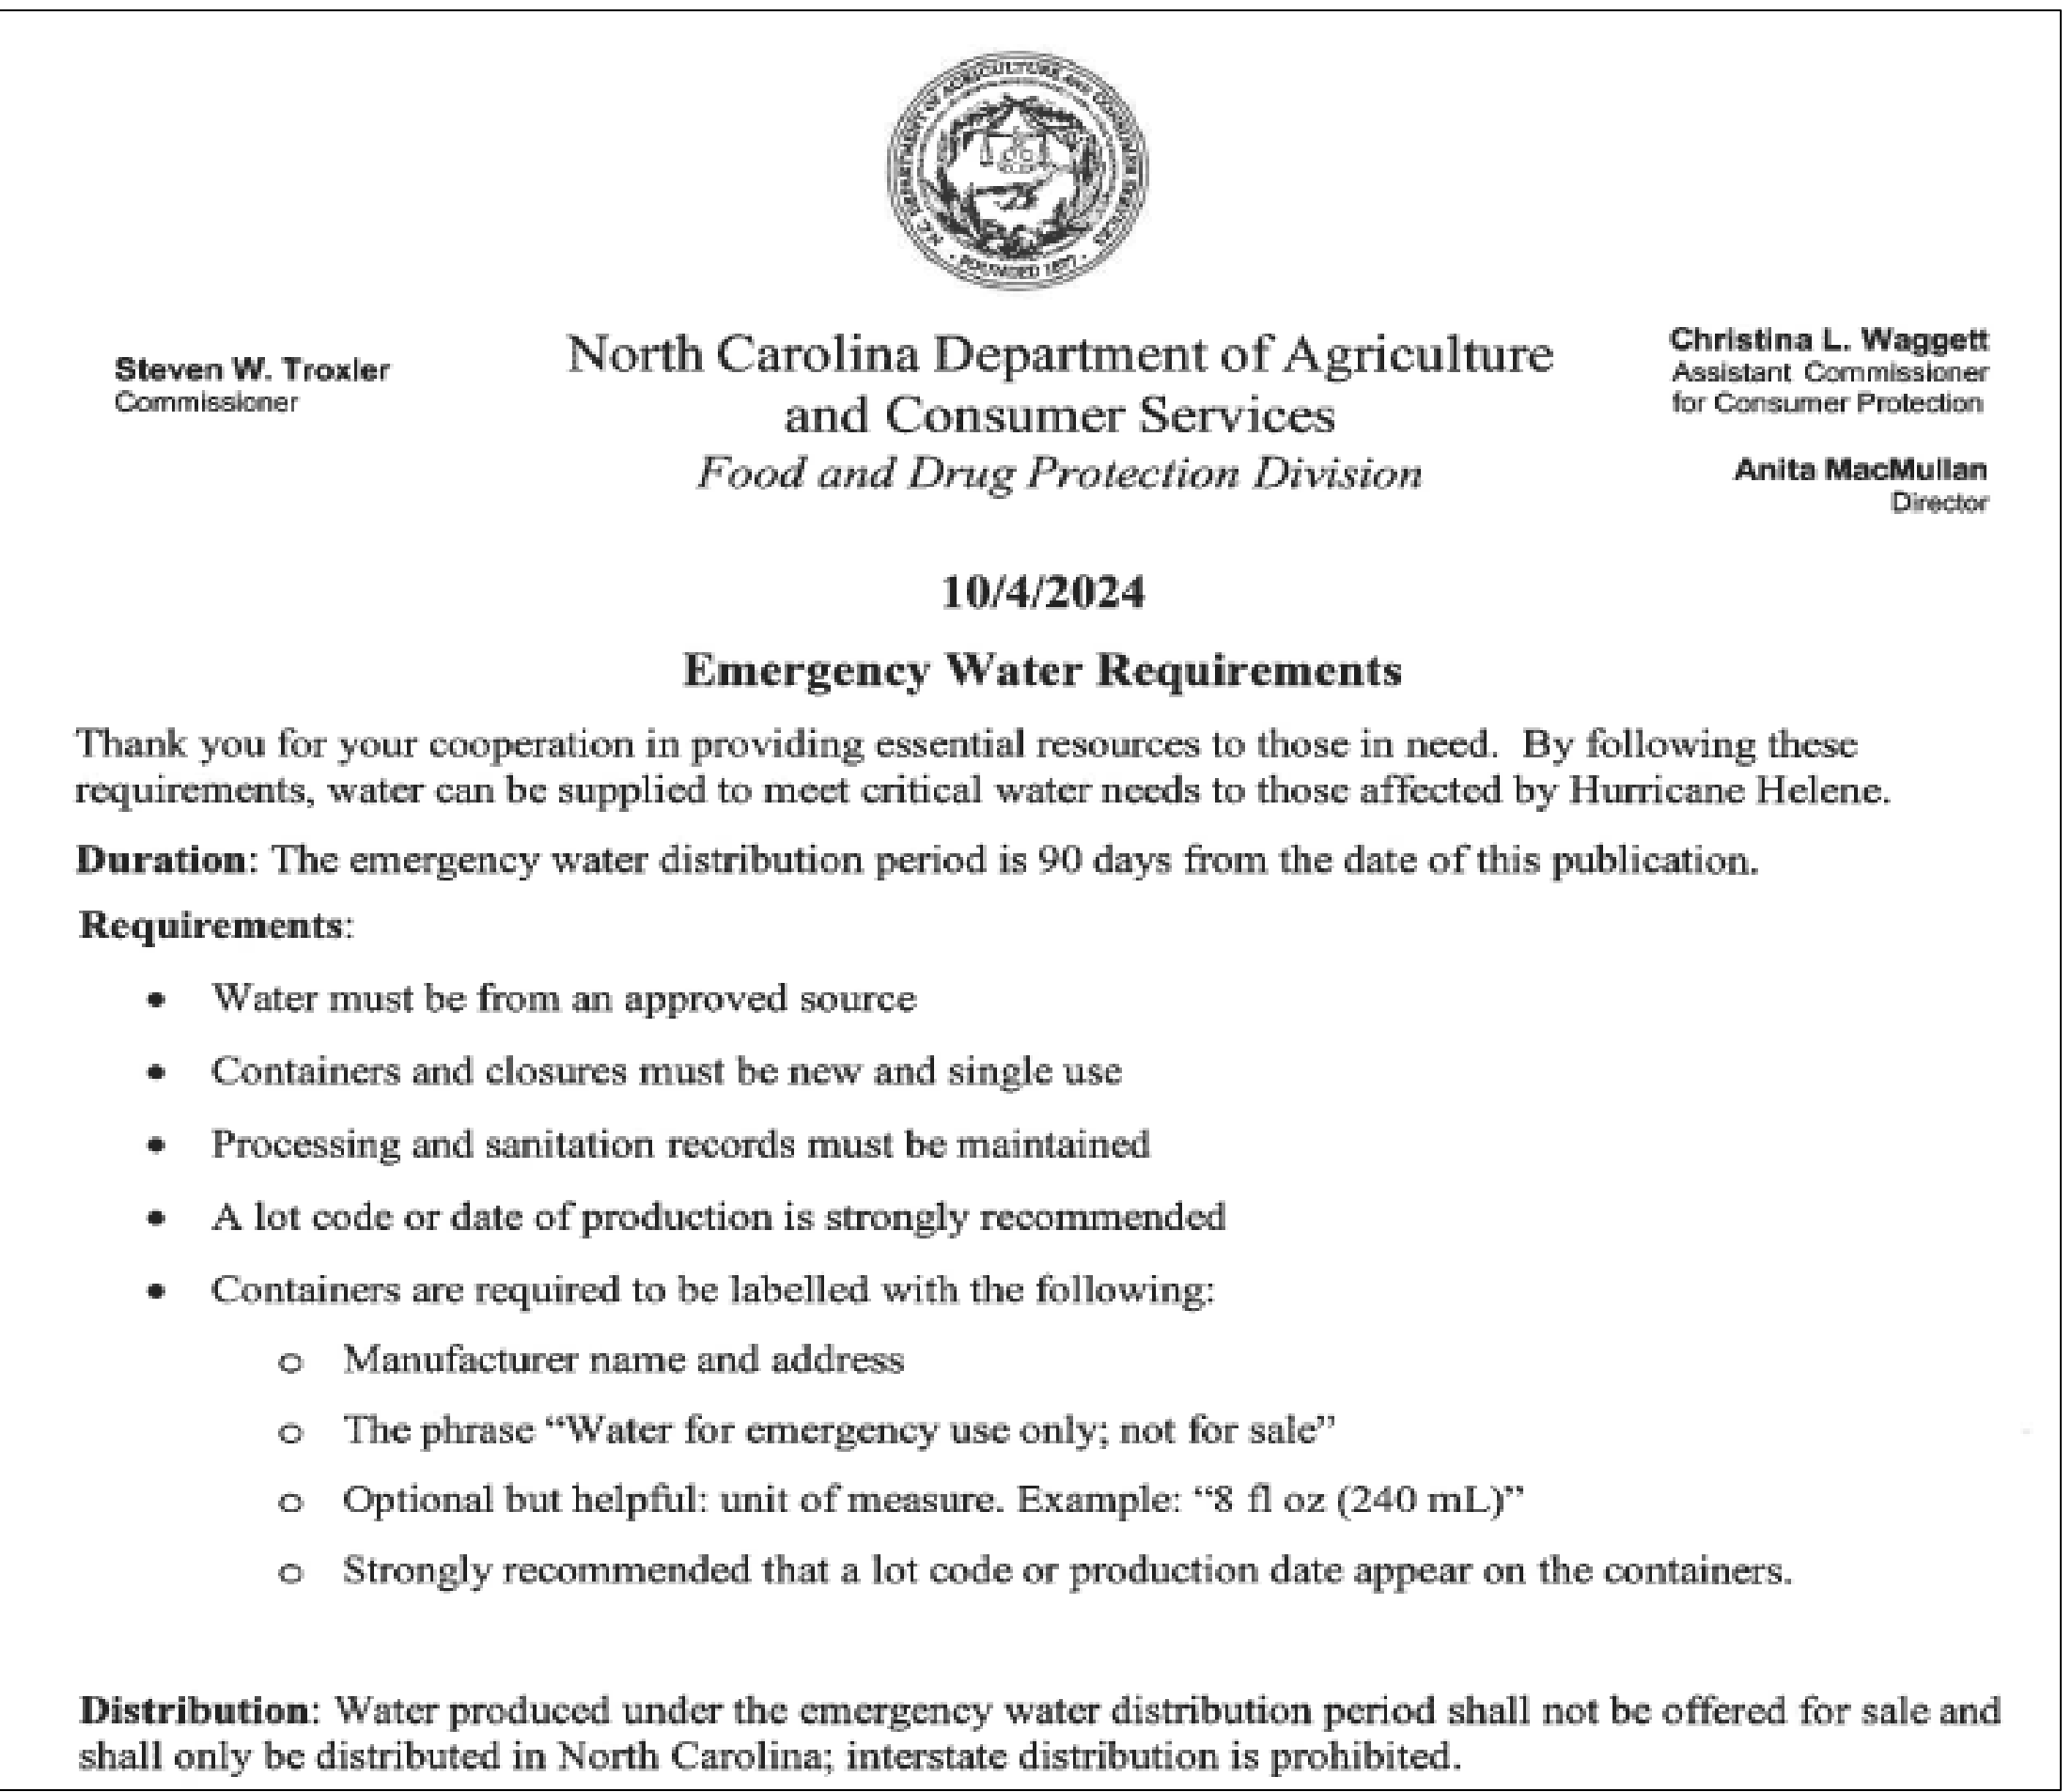 N.C. DEPARTMENT OF AGRICULTURE AND CONSUMER SERVICES
· FOUNDED 1877 ·
Steven W. Troxler
Commissioner
North Carolina Department of Agriculture
and Consumer Services
Food and Drug Protection Division
Christina L. Waggett
Assistant Commissioner
for Consumer Protection
Anita MacMullan
Director
10/4/2024
Emergency Water Requirements
Thank you for your cooperation in providing essential resources to those in need.  By following these
requirements, water can be supplied to meet critical water needs to those affected by Hurricane Helene.
Duration: The emergency water distribution period is 90 days from the date of this publication.
Requirements:
• Water must be from an approved source
• Containers and closures must be new and single use
• Processing and sanitation records must be maintained
• A lot code or date of production is strongly recommended
• Containers are required to be labelled with the following:
o Manufacturer name and address
o The phrase “Water for emergency use only; not for sale”
o Optional but helpful: unit of measure. Example: “8 fl oz (240 mL)”
o Strongly recommended that a lot code or production date appear on the containers.
Distribution: Water produced under the emergency water distribution period shall not be offered for sale and
shall only be distributed in North Carolina; interstate distribution is prohibited.